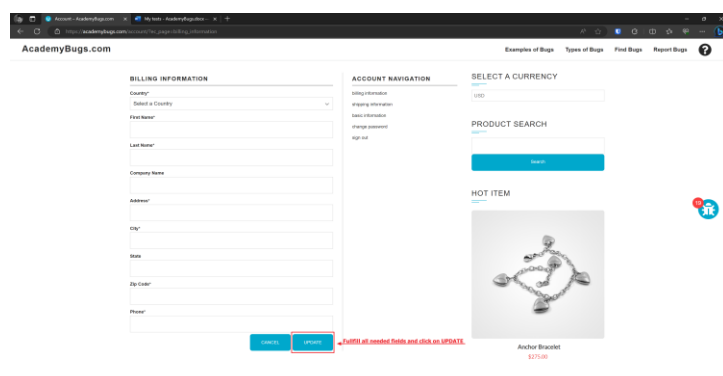 Account - AcademyBugs.com
My tests - AcademyBugs.docx -
https://academybugs.com/account/?ec_page=billing_information
AcademyBugs.com
Examples of Bugs
Types of Bugs
Find Bugs
Report Bugs
?
BILLING INFORMATION
Country*
Select a Country
First Name*
Last Name*
Company Name
Address*
City*
State
Zip Code*
Phone*
CANCEL
UPDATE
Fullfill all needed fields and click on UPDATE
ACCOUNT NAVIGATION
billing information
shipping information
basic information
change password
sign out
SELECT A CURRENCY
USD
PRODUCT SEARCH
Search
HOT ITEM
Anchor Bracelet
$275.00